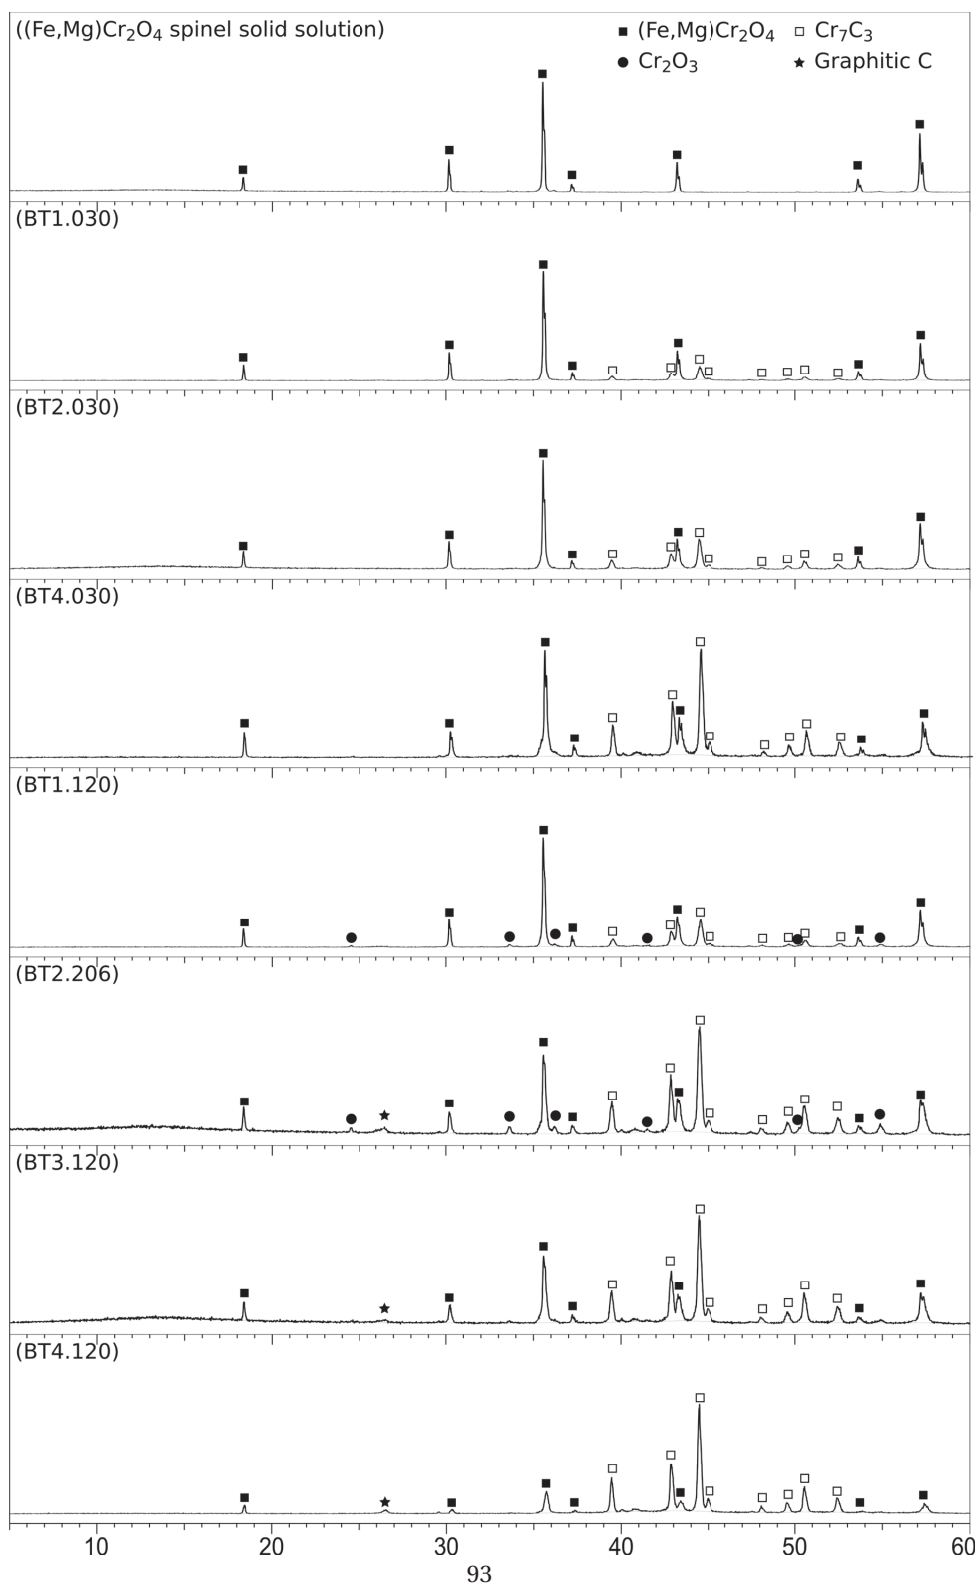 ((Fe,Mg)Cr₂O₄ spinel solid solution)
■ (Fe,Mg)Cr₂O₄ □ Cr₇C₃
● Cr₂O₃ ★ Graphitic C
(BT1.030)
(BT2.030)
(BT4.030)
(BT1.120)
(BT2.206)
(BT3.120)
(BT4.120)
10 20 30 40 50 60
93